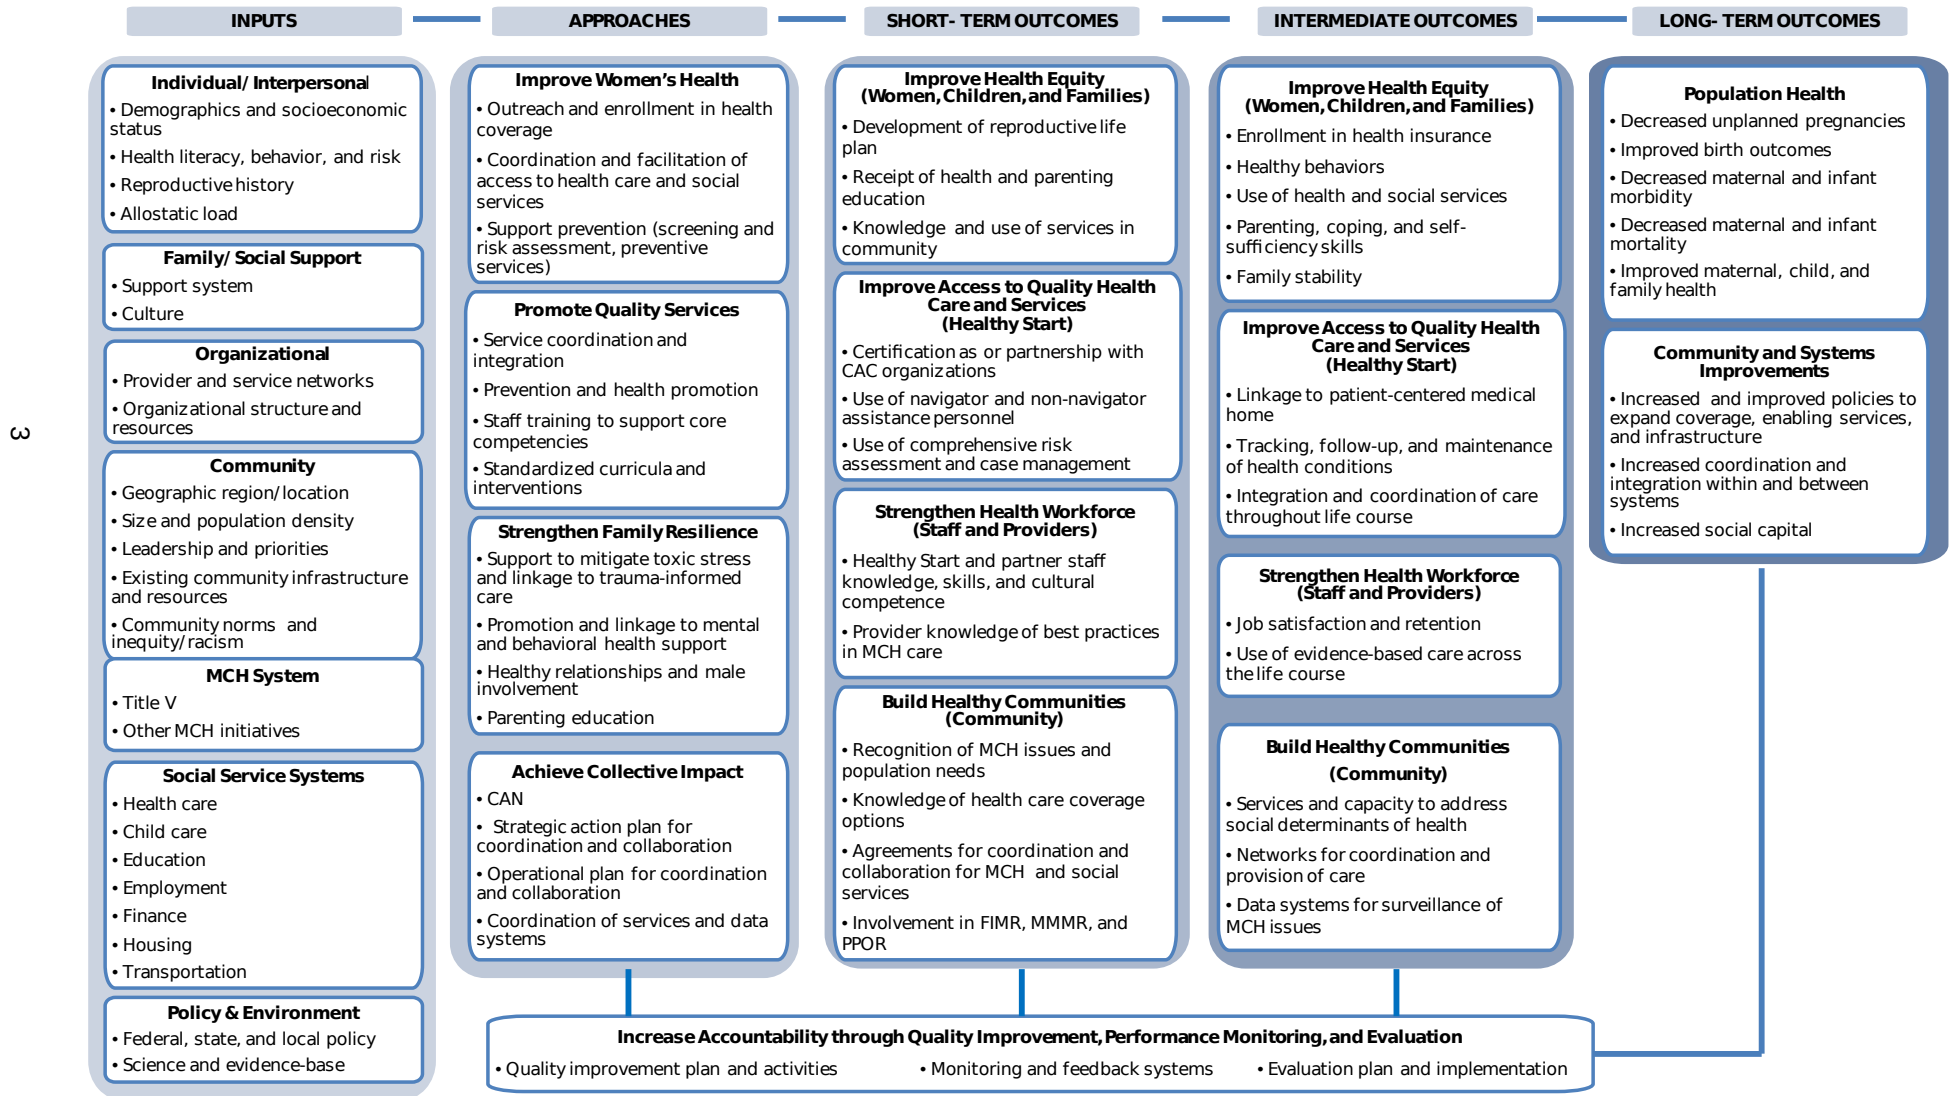 INPUTS
APPROACHES
SHORT- TERM OUTCOMES
INTERMEDIATE OUTCOMES
LONG- TERM OUTCOMES
Individual/ Interpersonal
• Demographics and socioeconomic
status
• Health literacy, behavior, and risk
• Reproductive history
• Allostatic load
Family/ Social Support
• Support system
• Culture
Organizational
• Provider and service networks
• Organizational structure and
resources
Community
• Geographic region/ location
• Size and population density
• Leadership and priorities
• Existing community infrastructure
and resources
• Community norms and
inequity/ racism
MCH System
• Title V
• Other MCH initiatives
Social Service Systems
• Health care
• Child care
• Education
• Employment
• Finance
• Housing
• Transportation
Policy & Environment
• Federal, state, and local policy
• Science and evidence-base
Improve Women's Health
• Outreach and enrollment in health
coverage
• Coordination and facilitation of
access to health care and social
services
• Support prevention (screening and
risk assessment, preventive
services)
Promote Quality Services
• Service coordination and
integration
• Prevention and health promotion
• Staff training to support core
competencies
• Standardized curricula and
interventions
Strengthen Family Resilience
• Support to mitigate toxic stress
and linkage to trauma-informed
care
• Promotion and linkage to mental
and behavioral health support
• Healthy relationships and male
involvement
• Parenting education
Achieve Collective Impact
• CAN
• Strategic action plan for
coordination and collaboration
• Operational plan for coordination
and collaboration
• Coordination of services and data
systems
Improve Health Equity
(Women, Children, and Families)
• Development of reproductive life
plan
• Receipt of health and parenting
education
• Knowledge and use of services in
community
Improve Access to Quality Health
Care and Services
(Healthy Start)
• Certification as or partnership with
CAC organizations
• Use of navigator and non-navigator
assistance personnel
• Use of comprehensive risk
assessment and case management
Strengthen Health Workforce
(Staff and Providers)
• Healthy Start and partner staff
knowledge, skills, and cultural
competence
• Provider knowledge of best practices
in MCH care
Build Healthy Communities
(Community)
• Recognition of MCH issues and
population needs
• Knowledge of health care coverage
options
• Agreements for coordination and
collaboration for MCH and social
services
• Involvement in FIMR, MMMR, and
PPOR
Improve Health Equity
(Women, Children, and Families)
• Enrollment in health insurance
• Healthy behaviors
• Use of health and social services
• Parenting, coping, and self-
sufficiency skills
• Family stability
Improve Access to Quality Health
Care and Services
(Healthy Start)
• Linkage to patient-centered medical
home
• Tracking, follow-up, and maintenance
of health conditions
• Integration and coordination of care
throughout life course
Strengthen Health Workforce
(Staff and Providers)
• Job satisfaction and retention
• Use of evidence-based care across
the life course
Build Healthy Communities
(Community)
• Services and capacity to address
social determinants of health
• Networks for coordination and
provision of care
• Data systems for surveillance of
MCH issues
Population Health
• Decreased unplanned pregnancies
• Improved birth outcomes
• Decreased maternal and infant
morbidity
• Decreased maternal and infant
mortality
• Improved maternal, child, and
family health
Community and Systems
Improvements
• Increased and improved policies to
expand coverage, enabling services,
and infrastructure
• Increased coordination and
integration within and between
systems
• Increased social capital
Increase Accountability through Quality Improvement, Performance Monitoring, and Evaluation
• Quality improvement plan and activities
• Monitoring and feedback systems
• Evaluation plan and implementation
3